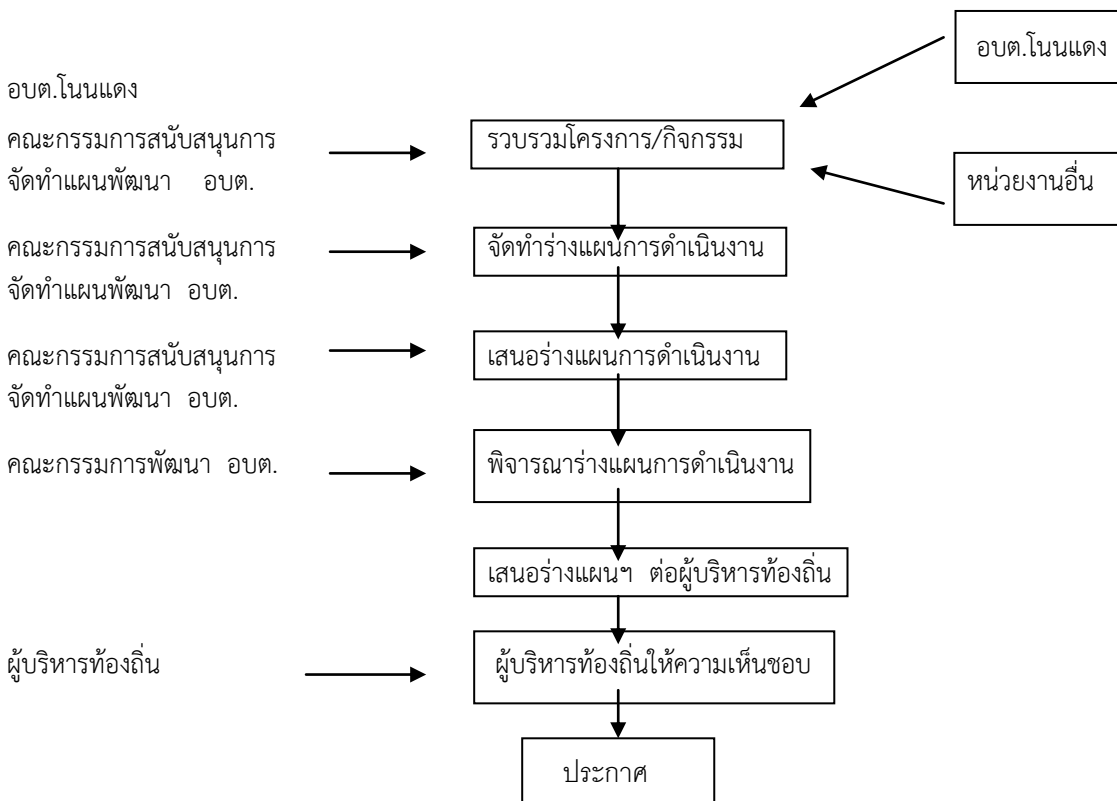 อบต.โนนแดง
อบต.โนนแดง
คณะกรรมการสนับสนุนการ
จัดทำแผนพัฒนา อบต.
รวบรวมโครงการ/กิจกรรม
หน่วยงานอื่น
คณะกรรมการสนับสนุนการ
จัดทำแผนพัฒนา อบต.
จัดทำร่างแผนการดำเนินงาน
คณะกรรมการสนับสนุนการ
จัดทำแผนพัฒนา อบต.
เสนอร่างแผนการดำเนินงาน
คณะกรรมการพัฒนา อบต.
พิจารณาร่างแผนการดำเนินงาน
เสนอร่างแผนฯ ต่อผู้บริหารท้องถิ่น
ผู้บริหารท้องถิ่น
ผู้บริหารท้องถิ่นให้ความเห็นชอบ
ประกาศ